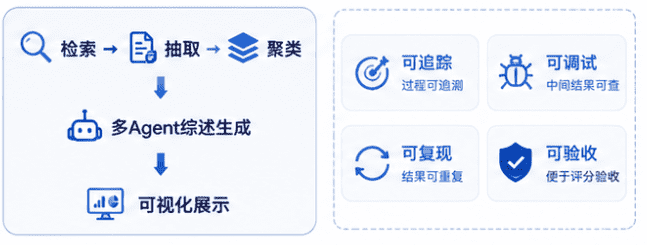 检索 → 抽取 → 聚类
多Agent综述生成
可视化展示
可追踪
过程可追溯
可调试
中间结果可查
可复现
结果可重复
可验收
便于评分验收